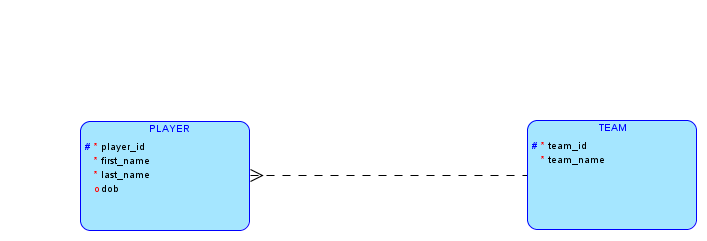 PLAYER
# * player_id
* first_name
* last_name
o dob
TEAM
# * team_id
* team_name